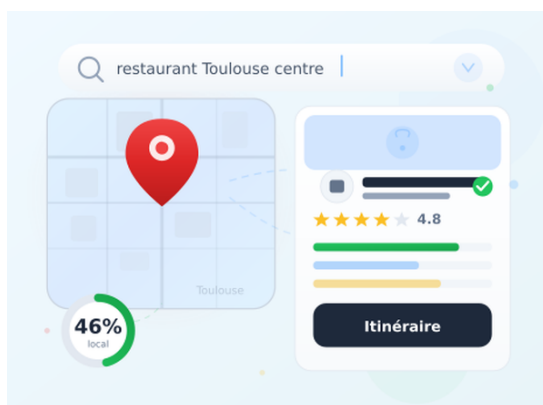 restaurant Toulouse centre
Toulouse
46%
local
4.8
Itinéraire